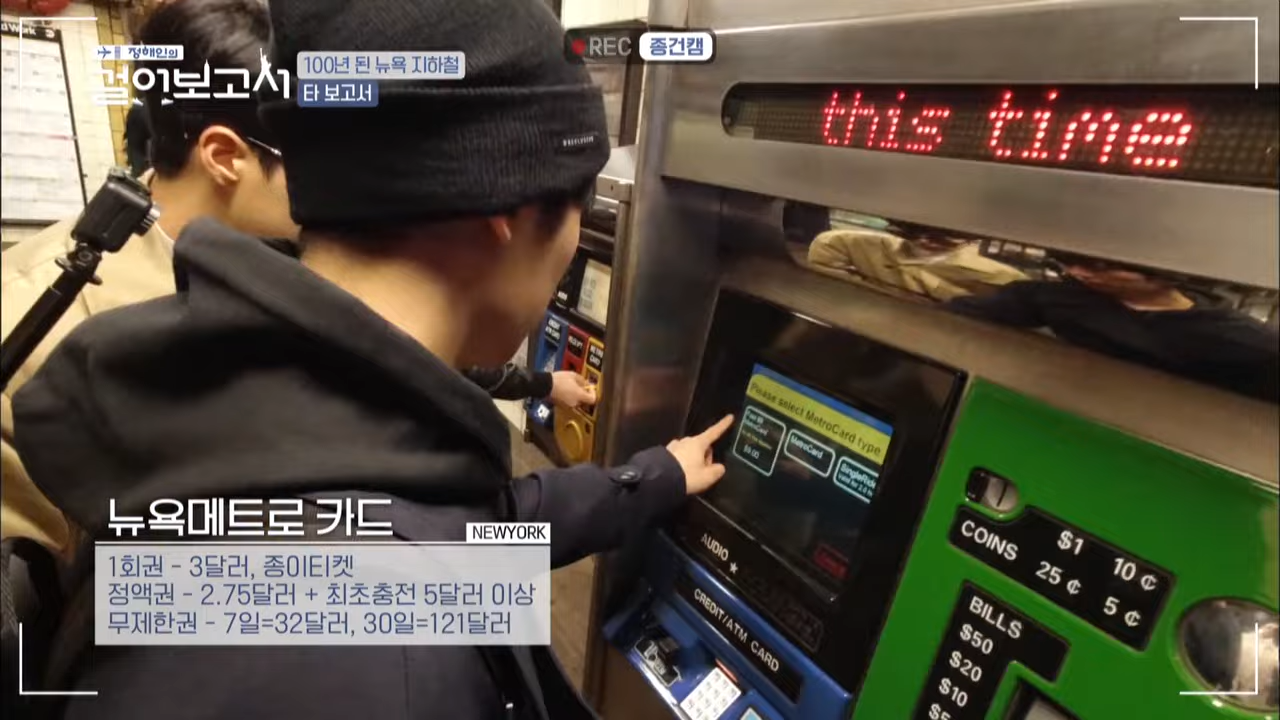 정해인의
걸어보고서
100년 된 뉴욕 지하철
타 보고서
REC 종건캠
this time
Please select MetroCard type
Fast $9
MetroCard
$9.00
MetroCard
SingleRide
뉴욕메트로 카드
NEWYORK
1회권 - 3달러, 종이티켓
정액권 - 2.75달러 + 최초충전 5달러 이상
무제한권 - 7일=32달러, 30일=121달러
AUDIO ★
CREDIT/ATM CARD
COINS $1 10 ¢
25 ¢ 5 ¢
BILLS
$50
$20
$10